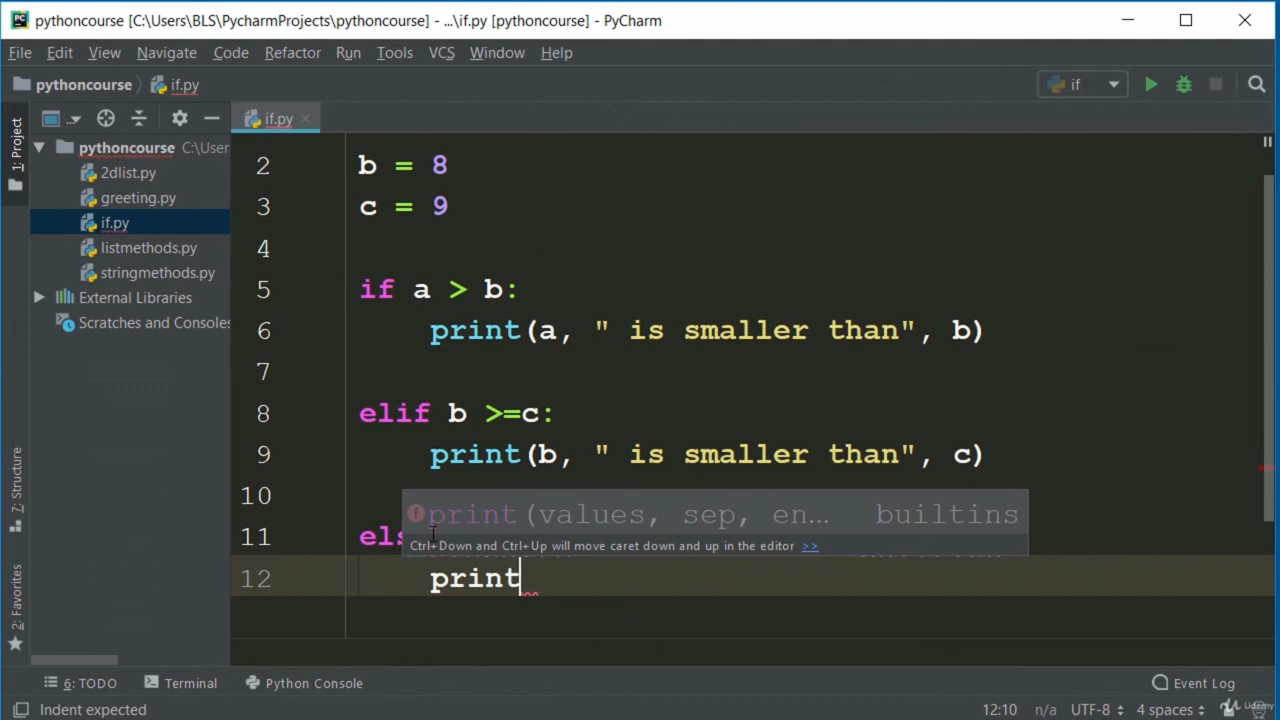 pythoncourse [C:\Users\BLS\PycharmProjects\pythoncourse] - ...\if.py [pythoncourse] - PyCharm
File Edit View Navigate Code Refactor Run Tools VCS Window Help
pythoncourse if.py if
1: Project
pythoncourse C:\User
2dlist.py
greeting.py
if.py
listmethods.py
stringmethods.py
External Libraries
Scratches and Consoles
7: Structure
2: Favorites
if.py
2 b = 8
3 c = 9
4
5 if a > b:
6 print(a, " is smaller than", b)
7
8 elif b >=c:
9 print(b, " is smaller than", c)
10
print(values, sep, en... builtins
11 els
Ctrl+Down and Ctrl+Up will move caret down and up in the editor >>
12 print
6: TODO Terminal Python Console Event Log
Indent expected 12:10 n/a UTF-8 4 spaces Udemy